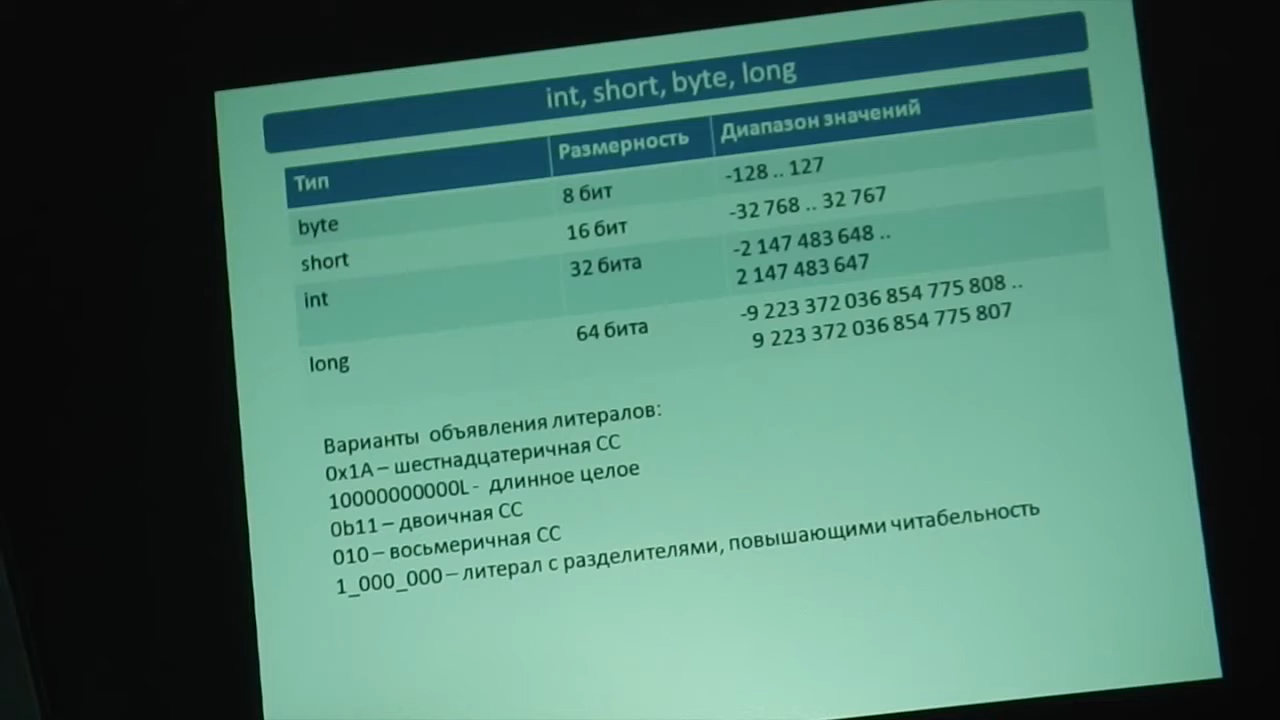 int, short, byte, long
Тип Размерность Диапазон значений
byte 8 бит -128 .. 127
short 16 бит -32 768 .. 32 767
int 32 бита -2 147 483 648 ..
2 147 483 647
long 64 бита -9 223 372 036 854 775 808 ..
9 223 372 036 854 775 807
Варианты объявления литералов:
0x1A – шестнадцатеричная СС
10000000000L - длинное целое
0b11 – двоичная СС
010 – восьмеричная СС
1_000_000 – литерал с разделителями, повышающими читабельность